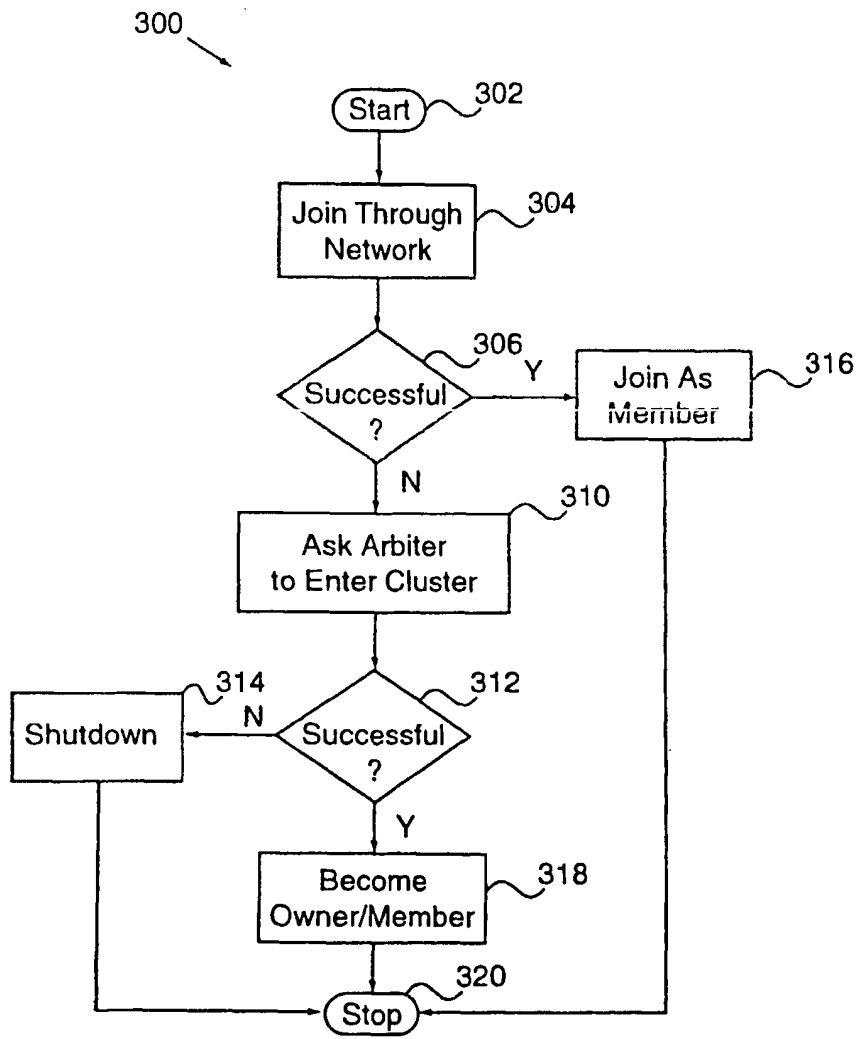 300
Start
302
Join Through
Network
304
306
Successful
?
Y
Join As
Member
316
N
310
Ask Arbiter
to Enter Cluster
314
Shutdown
N
312
Successful
?
Y
Become
Owner/Member
318
320
Stop